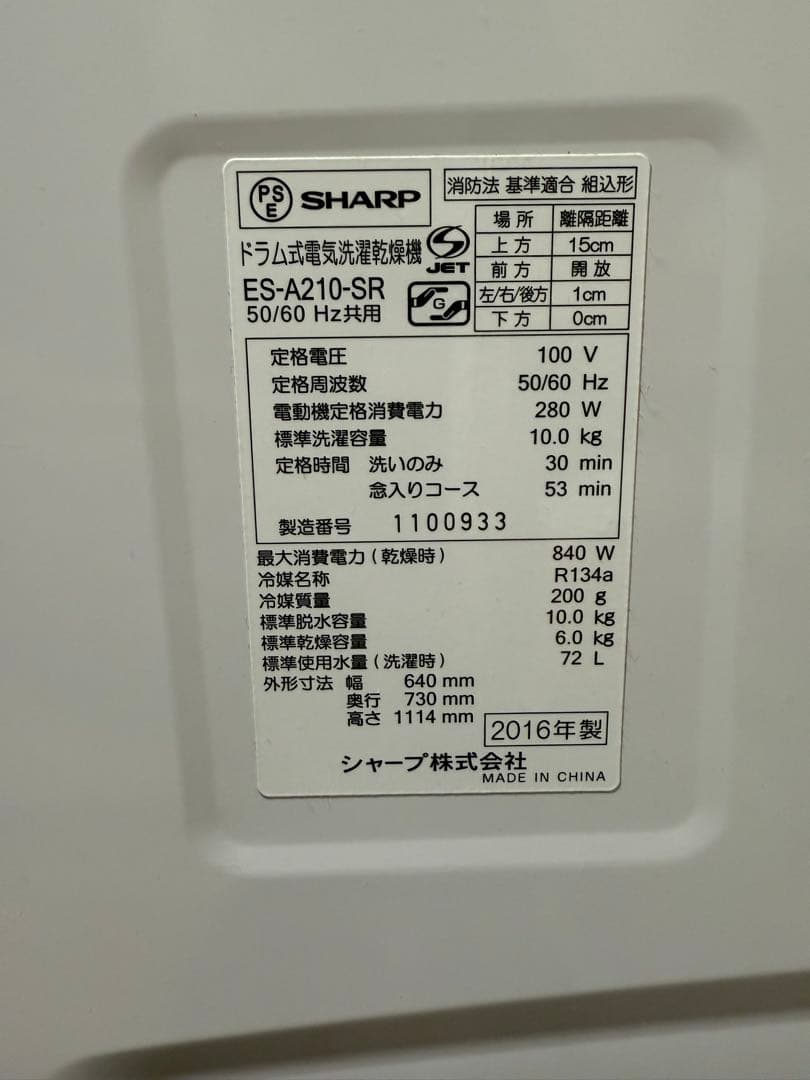 PSE SHARP
消防法 基準適合 組込形
場所 離隔距離
上方 15cm
前方 開放
左/右/後方 1cm
下方 0cm
ドラム式電気洗濯乾燥機
JET
ES-A210-SR
G
50/60 Hz共用
定格電圧 100 V
定格周波数 50/60 Hz
電動機定格消費電力 280 W
標準洗濯容量 10.0 kg
定格時間 洗いのみ 30 min
念入りコース 53 min
製造番号 1100933
最大消費電力(乾燥時) 840 W
冷媒名称 R134a
冷媒質量 200 g
標準脱水容量 10.0 kg
標準乾燥容量 6.0 kg
標準使用水量(洗濯時) 72 L
外形寸法 幅 640 mm
奥行 730 mm
高さ 1114 mm
2016年製
シャープ株式会社
MADE IN CHINA